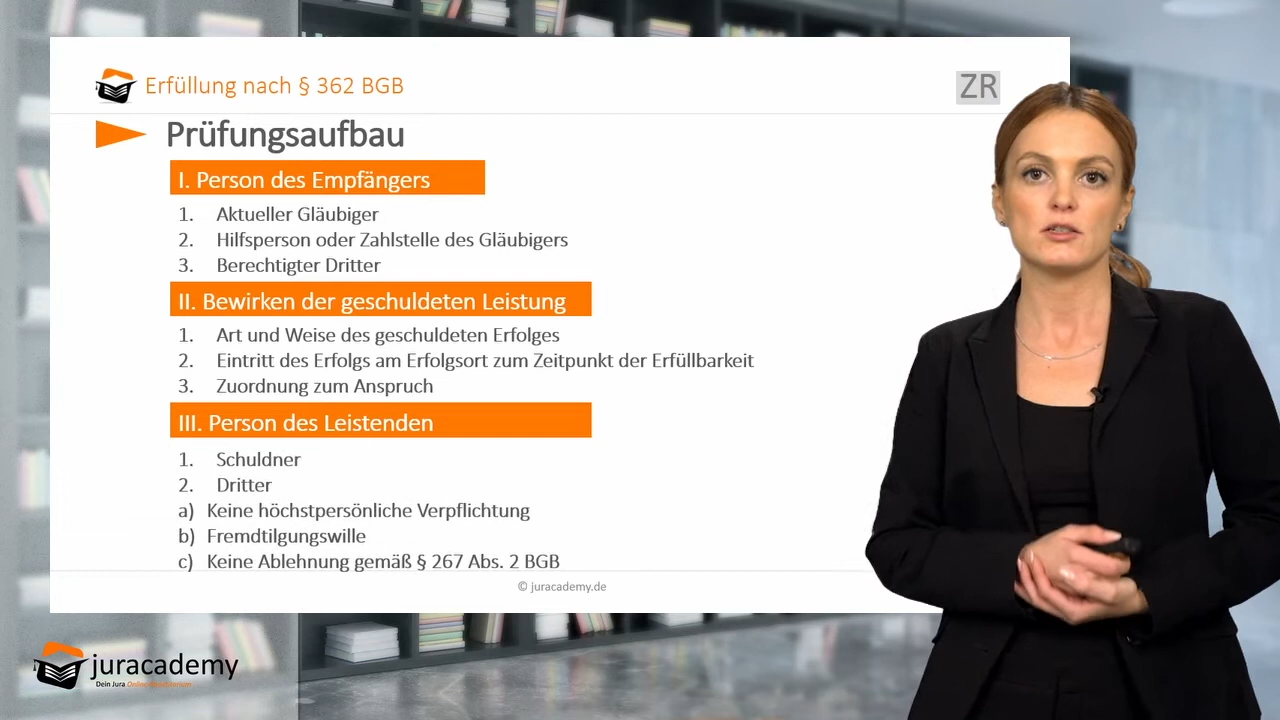 Erfüllung nach § 362 BGB
ZR
Prüfungsaufbau
I. Person des Empfängers
1. Aktueller Gläubiger
2. Hilfsperson oder Zahlstelle des Gläubigers
3. Berechtigter Dritter
II. Bewirken der geschuldeten Leistung
1. Art und Weise des geschuldeten Erfolges
2. Eintritt des Erfolgs am Erfolgsort zum Zeitpunkt der Erfüllbarkeit
3. Zuordnung zum Anspruch
III. Person des Leistenden
1. Schuldner
2. Dritter
a) Keine höchstpersönliche Verpflichtung
b) Fremdtilgungswille
c) Keine Ablehnung gemäß § 267 Abs. 2 BGB
© juracademy.de
juracademy
Dein Jura